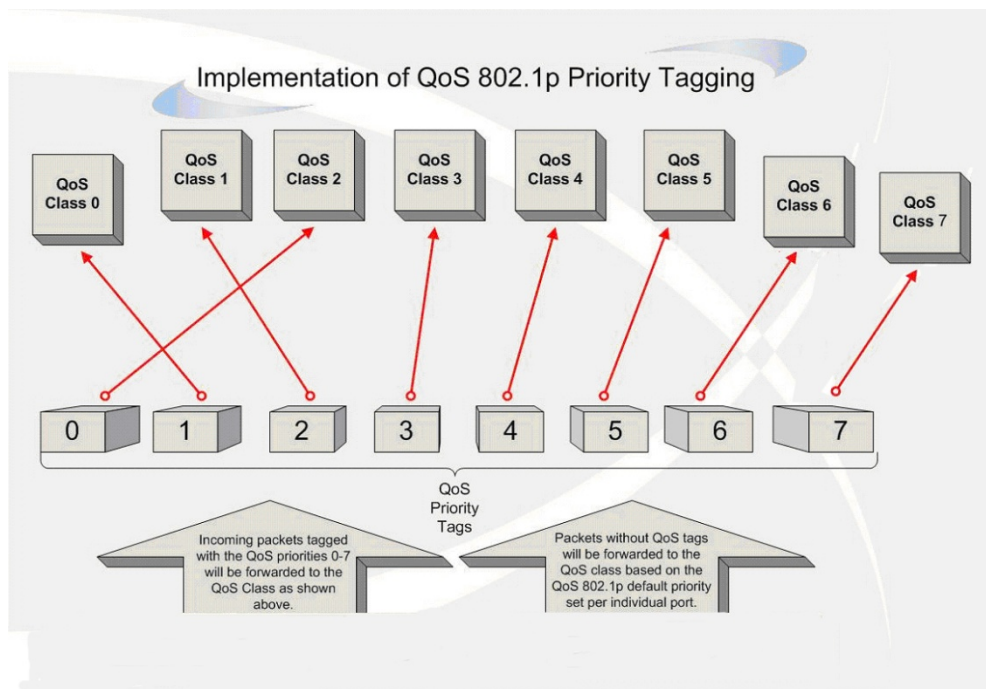 Implementation of QoS 802.1p Priority Tagging
QoS
Class 0
QoS
Class 1
QoS
Class 2
QoS
Class 3
QoS
Class 4
QoS
Class 5
QoS
Class 6
QoS
Class 7
0
1
2
3
4
5
6
7
QoS
Priority
Tags
Incoming packets tagged
with the QoS priorities 0-7
will be forwarded to the
QoS Class as shown
above.
Packets without QoS tags
will be forwarded to the
QoS class based on the
QoS 802.1p default priority
set per individual port.